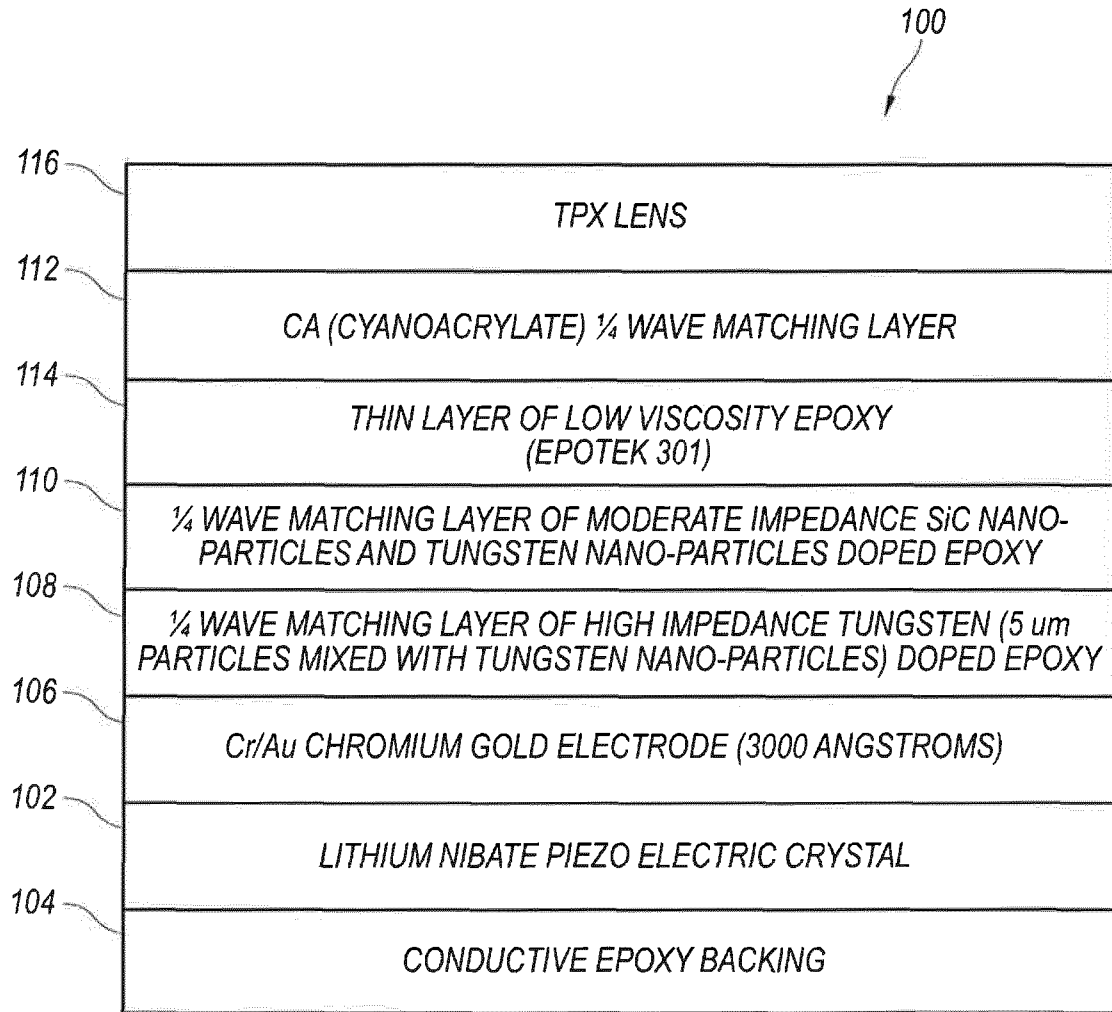 100
116
TPX LENS
112
CA (CYANOACRYLATE) ¼ WAVE MATCHING LAYER
114
THIN LAYER OF LOW VISCOSITY EPOXY
(EPOTEK 301)
110
¼ WAVE MATCHING LAYER OF MODERATE IMPEDANCE SiC NANO-
PARTICLES AND TUNGSTEN NANO-PARTICLES DOPED EPOXY
108
¼ WAVE MATCHING LAYER OF HIGH IMPEDANCE TUNGSTEN (5 um
PARTICLES MIXED WITH TUNGSTEN NANO-PARTICLES) DOPED EPOXY
106
Cr/Au CHROMIUM GOLD ELECTRODE (3000 ANGSTROMS)
102
LITHIUM NIBATE PIEZO ELECTRIC CRYSTAL
104
CONDUCTIVE EPOXY BACKING